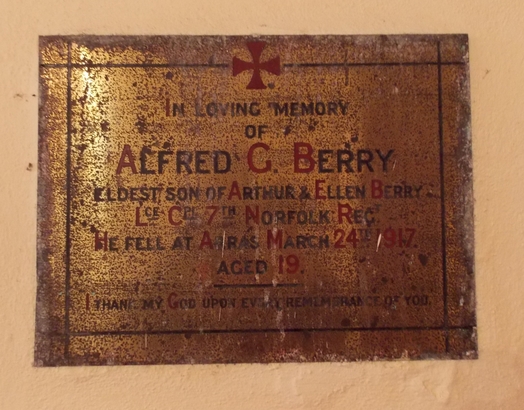 In Loving Memory
of
Alfred G. Berry
eldest son of Arthur & Ellen Berry.
Lce Cpl 7th Norfolk Regt
He fell at Arras March 24th 1917.
aged 19.
I thank my God upon every remembrance of you.